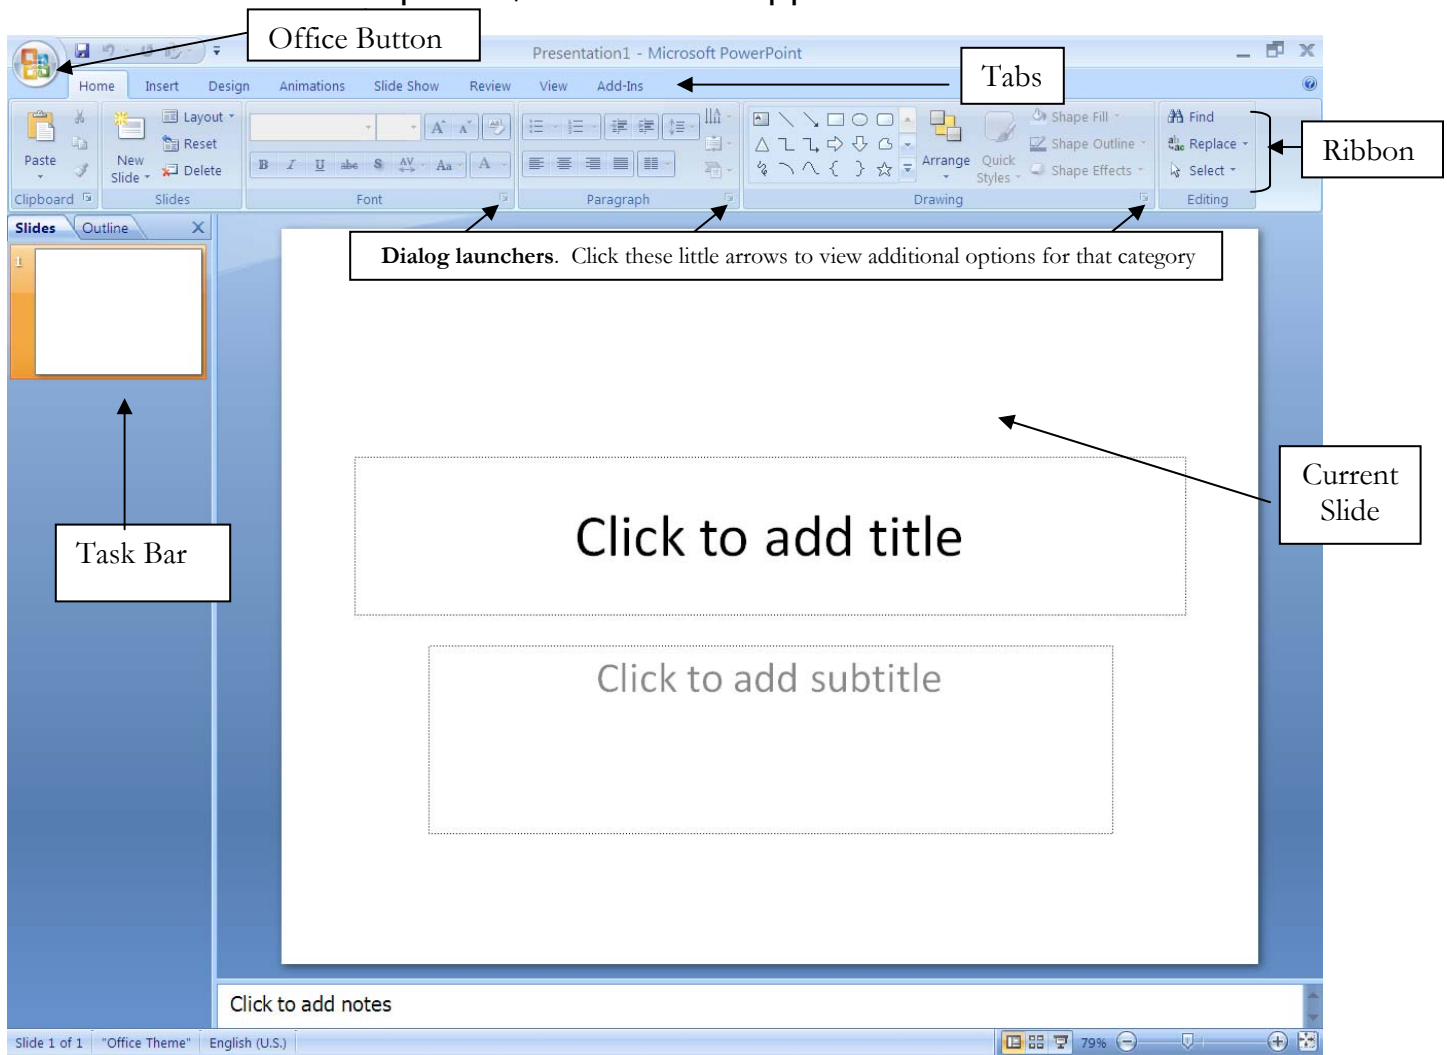 Office Button
Presentation1 - Microsoft PowerPoint
Tabs
Home Insert Design Animations Slide Show Review View Add-Ins
Paste
New
Slide
Layout
Reset
Delete
B I U abc S AV Aa A
Arrange
Quick
Styles
Shape Fill
Shape Outline
Shape Effects
Find
Replace
Select
Ribbon
Clipboard Slides Font Paragraph Drawing Editing
Slides Outline X
Dialog launchers. Click these little arrows to view additional options for that category
1
Current
Slide
Task Bar
Click to add title
Click to add subtitle
Click to add notes
Slide 1 of 1 "Office Theme" English (U.S.) 79%